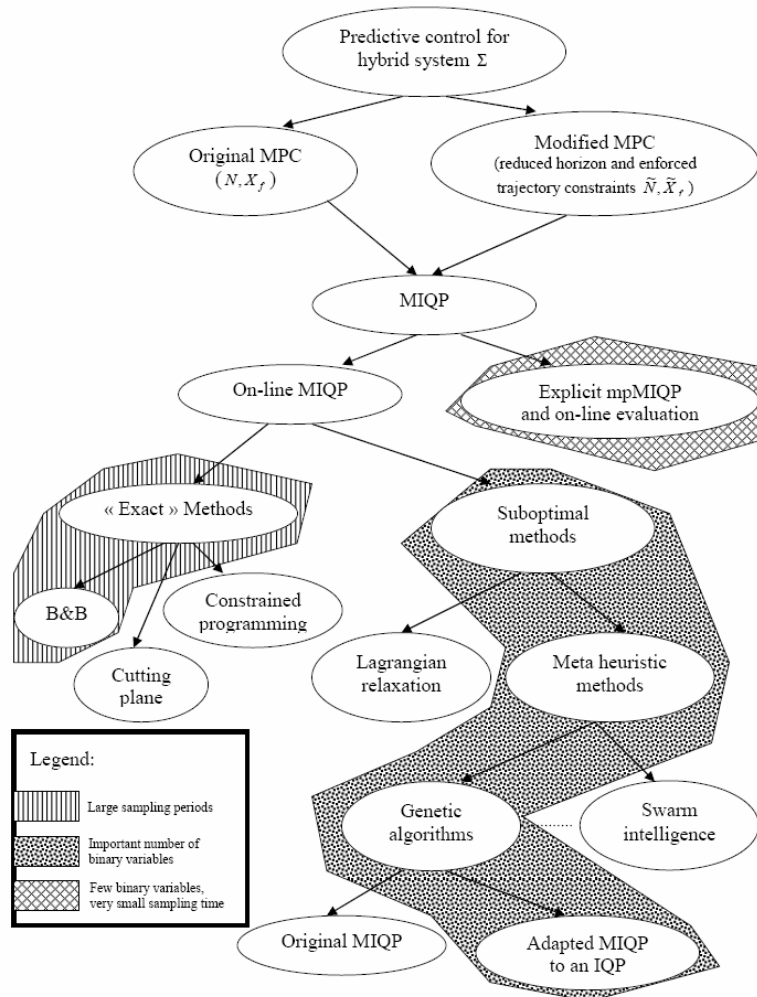 Predictive control for
hybrid system Σ
Original MPC
(N, X_f)
Modified MPC
(reduced horizon and enforced
trajectory constraints Ñ, X̃_f)
MIQP
On-line MIQP
Explicit mpMIQP
and on-line evaluation
« Exact » Methods
Suboptimal
methods
B&B
Constrained
programming
Cutting
plane
Lagrangian
relaxation
Meta heuristic
methods
Genetic
algorithms
Swarm
intelligence
Original MIQP
Adapted MIQP
to an IQP
Legend:
Large sampling periods
Important number of
binary variables
Few binary variables,
very small sampling time